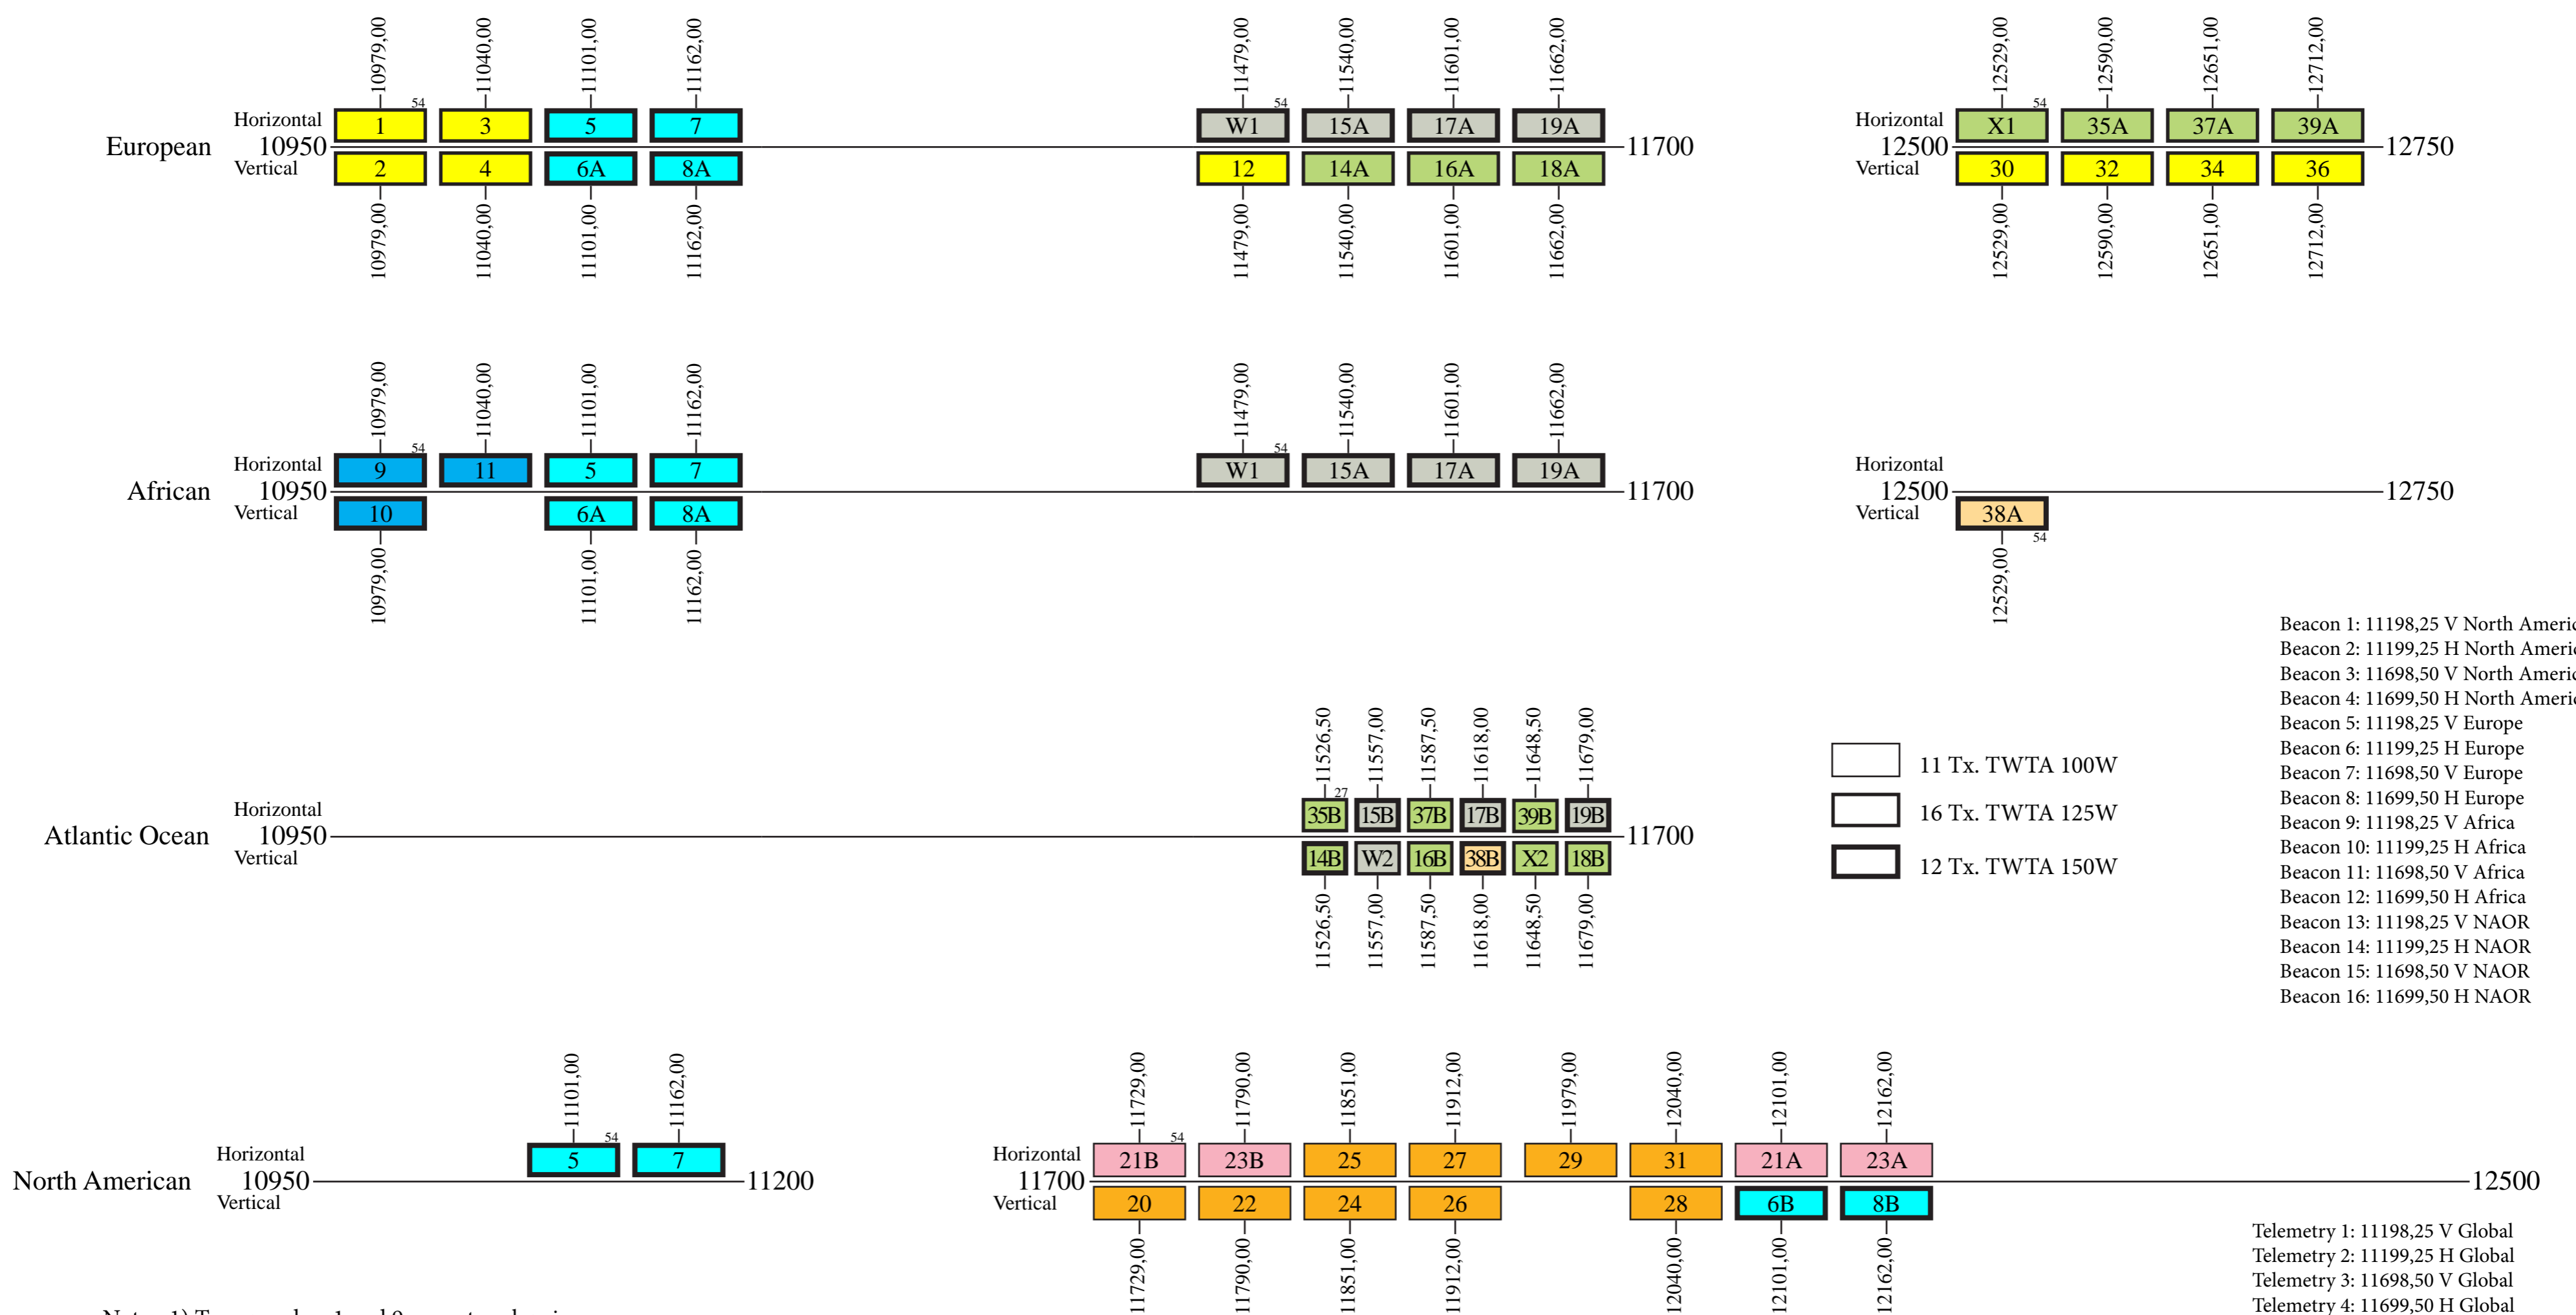 10979,00 11040,00 11101,00 11162,00 11479,00 11540,00 11601,00 11662,00 12529,00 12590,00 12651,00 12712,00
54 54 54
Horizontal 1 3 5 7 W1 15A 17A 19A Horizontal X1 35A 37A 39A
European 10950 11700 12500 12750
Vertical 2 4 6A 8A 12 14A 16A 18A Vertical 30 32 34 36
10979,00 11040,00 11101,00 11162,00 11479,00 11540,00 11601,00 11662,00 12529,00 12590,00 12651,00 12712,00
10979,00 11040,00 11101,00 11162,00 11479,00 11540,00 11601,00 11662,00
54 54
Horizontal 9 11 5 7 W1 15A 17A 19A Horizontal
African 10950 11700 12500 12750
Vertical 10 6A 8A Vertical 38A
54
10979,00 11101,00 11162,00 12529,00
Beacon 1: 11198,25 V North
Beacon 2: 11199,25 H North
Beacon 3: 11698,50 V North
Beacon 4: 11699,50 H North
Beacon 5: 11198,25 V Europe
Beacon 6: 11199,25 H Europe
Beacon 7: 11698,50 V Europe
Beacon 8: 11699,50 H Europe
Beacon 9: 11198,25 V Africa
Beacon 10: 11199,25 H Africa
Beacon 11: 11698,50 V Africa
Beacon 12: 11699,50 H Africa
Beacon 13: 11198,25 V NAOR
Beacon 14: 11199,25 H NAOR
Beacon 15: 11698,50 V NAOR
Beacon 16: 11699,50 H NAOR
11526,50 11557,00 11587,50 11618,00 11648,50 11679,00
27
Horizontal 35B 15B 37B 17B 39B 19B
Atlantic Ocean 10950 11700
Vertical 14B W2 16B 38B X2 18B
11526,50 11557,00 11587,50 11618,00 11648,50 11679,00
11 Tx. TWTA 100W
16 Tx. TWTA 125W
12 Tx. TWTA 150W
11101,00 11162,00 11729,00 11790,00 11851,00 11912,00 11979,00 12040,00 12101,00 12162,00
54 54
Horizontal 5 7 Horizontal 21B 23B 25 27 29 31 21A 23A
North American 10950 11200 11700 12500
Vertical Vertical 20 22 24 26 28 6B 8B
11729,00 11790,00 11851,00 11912,00 12040,00 12101,00 12162,00
Telemetry 1: 11198,25 V Global
Telemetry 2: 11199,25 H Global
Telemetry 3: 11698,50 V Global
Telemetry 4: 11699,50 H Global